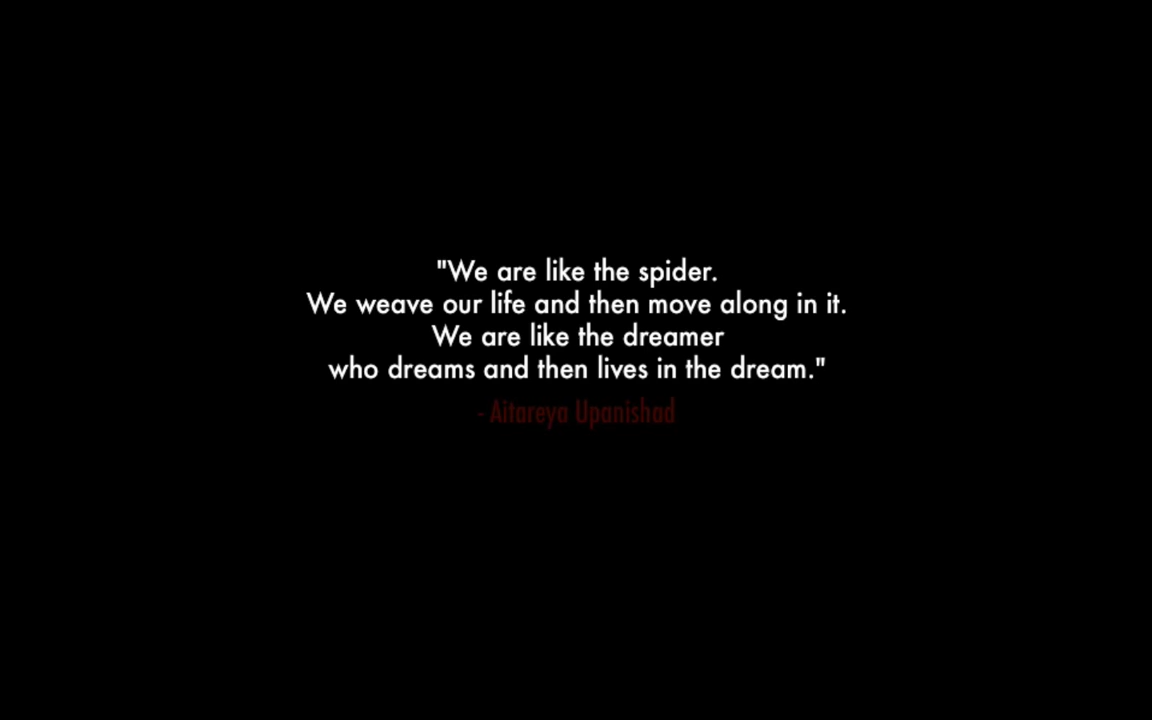 "We are like the spider.
We weave our life and then move along in it.
We are like the dreamer
who dreams and then lives in the dream."
- Aitareya Upanishad